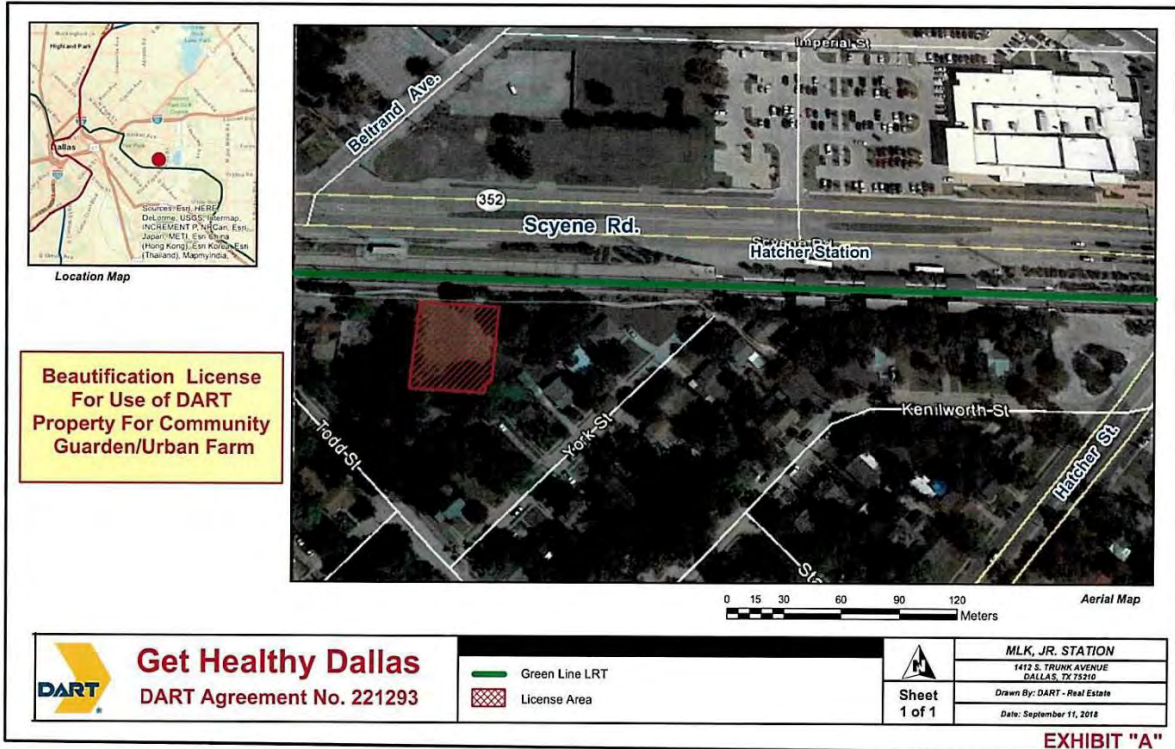 Highland Park
Dallas
Sources: Esri, HERE,
DeLorme, USGS, Intermap,
INCREMENT P, NRCan, Esri
Japan, METI, Esri China
(Hong Kong), Esri Korea, Esri
(Thailand), MapmyIndia,
Location Map
Beautification License
For Use of DART
Property For Community
Guarden/Urban Farm
Imperial St
Beltrand Ave.
352
Scyene Rd.
Scyene Rd
Hatcher Station
Todd-St
York-St
Kenilworth-St
Hatcher St.
0 15 30 60 90 120
Meters
Aerial Map
DART
Get Healthy Dallas
DART Agreement No. 221293
Green Line LRT
License Area
N
Sheet
1 of 1
MLK, JR. STATION
1412 S. TRUNK AVENUE
DALLAS, TX 75210
Drawn By: DART - Real Estate
Date: September 11, 2018
EXHIBIT "A"